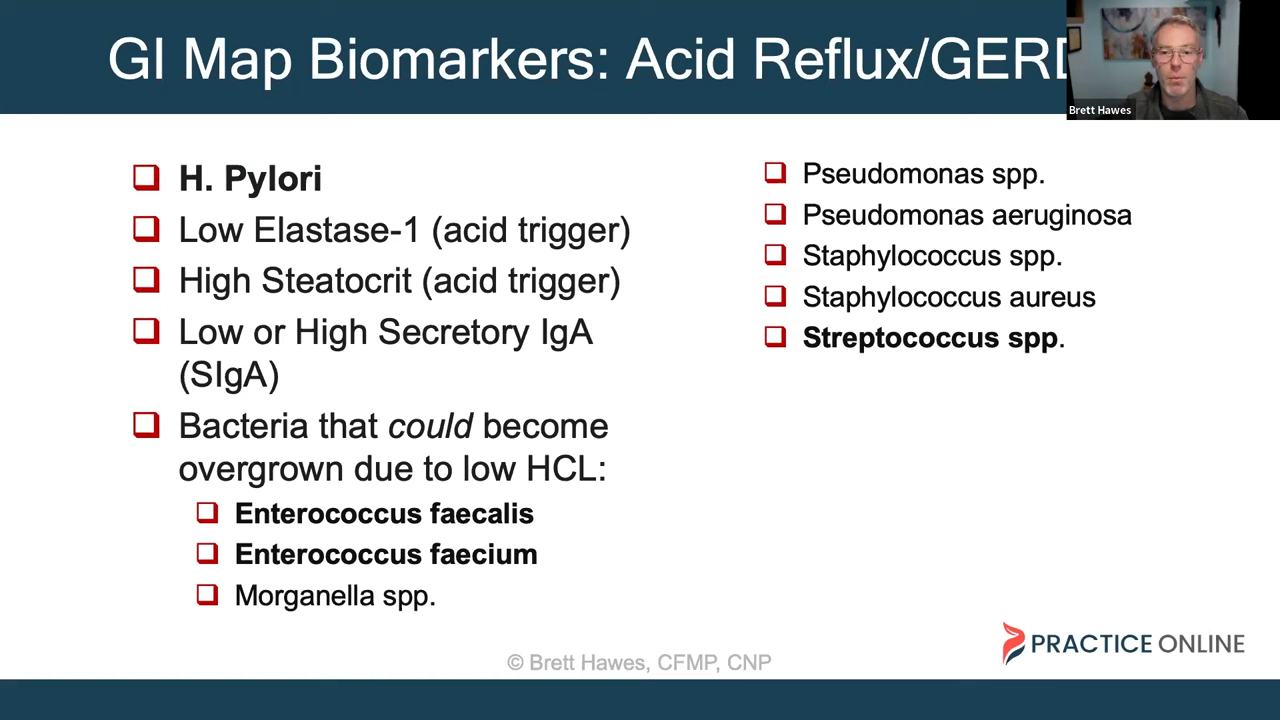 GI Map Biomarkers: Acid Reflux/GERD
Brett Hawes
H. Pylori
Low Elastase-1 (acid trigger)
High Steatocrit (acid trigger)
Low or High Secretory IgA
(SIgA)
Bacteria that could become
overgrown due to low HCL:
Enterococcus faecalis
Enterococcus faecium
Morganella spp.
Pseudomonas spp.
Pseudomonas aeruginosa
Staphylococcus spp.
Staphylococcus aureus
Streptococcus spp.
PRACTICE ONLINE
© Brett Hawes, CFMP, CNP